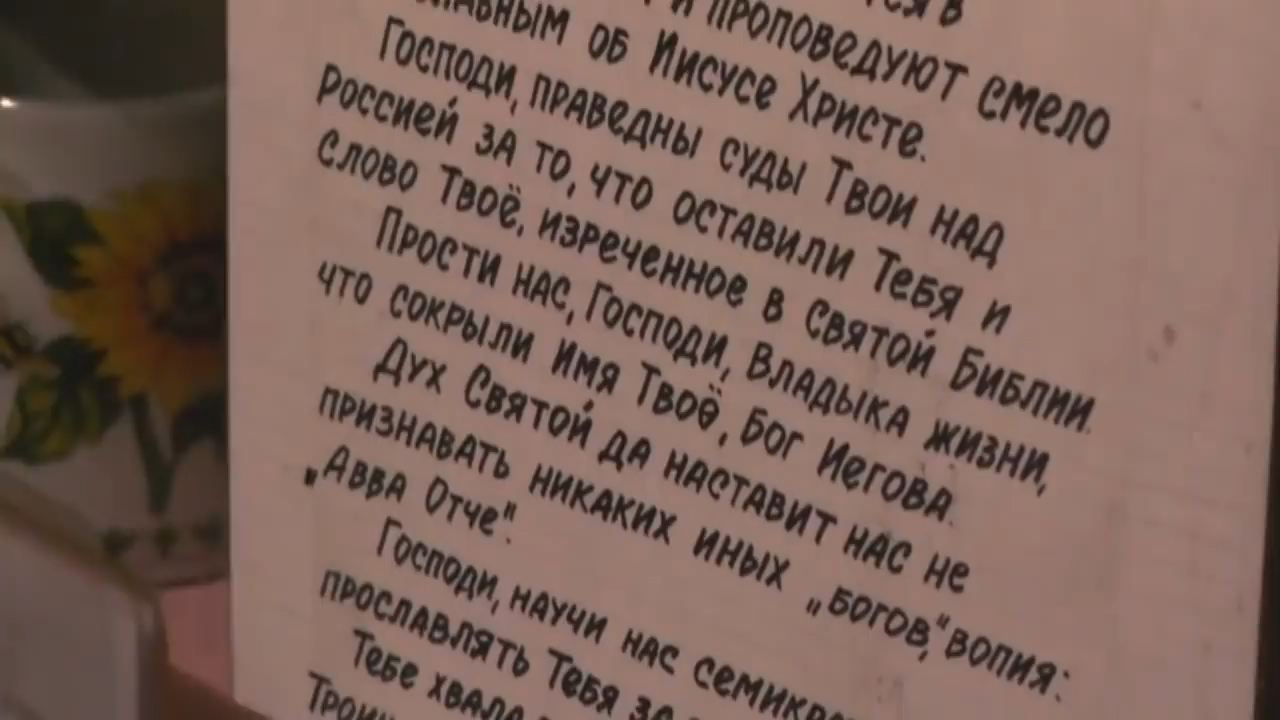 и проповедуют смело
об Иисусе Христе.
Господи, праведны суды Твои над
Россией за то, что оставили Тебя и
слово Твоё, изреченное в святой Библии.
Прости нас, Господи, Владыка жизни,
что сокрыли имя Твоё, Бог Иегова.
Дух Святой да наставит нас не
признавать никаких иных „богов,“ вопия:
„Авва Отче“.
Господи, научи нас
прославлять Тебя
Тебе хвала